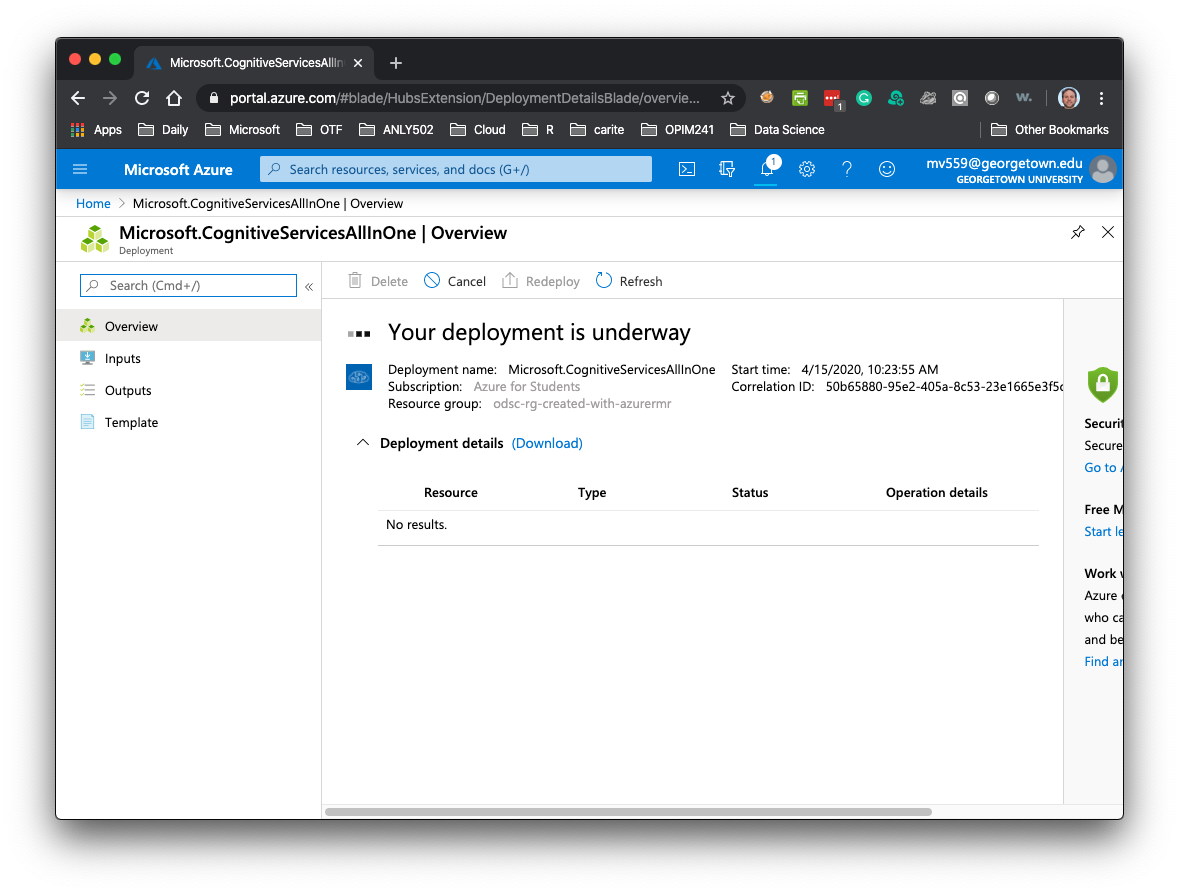 Microsoft.CognitiveServicesAllIn
portal.azure.com/#blade/HubsExtension/DeploymentDetailsBlade/overvie...
1
w.
Apps Daily Microsoft OTF ANLY502 Cloud R carite OPIM241 Data Science Other Bookmarks
Microsoft Azure Search resources, services, and docs (G+/) 1 mv559@georgetown.edu
GEORGETOWN UNIVERSITY
Home > Microsoft.CognitiveServicesAllInOne | Overview
Microsoft.CognitiveServicesAllInOne | Overview
Deployment
Search (Cmd+/) «
Delete Cancel Redeploy Refresh
Overview
Inputs
Outputs
Template
Your deployment is underway
Deployment name: Microsoft.CognitiveServicesAllInOne Start time: 4/15/2020, 10:23:55 AM
Subscription: Azure for Students Correlation ID: 50b65880-95e2-405a-8c53-23e1665e3f5c
Resource group: odsc-rg-created-with-azurermr
Deployment details (Download)
Resource Type Status Operation details
No results.
Securit
Secure
Go to
Free M
Start le
Work
Azure
who ca
and be
Find ar